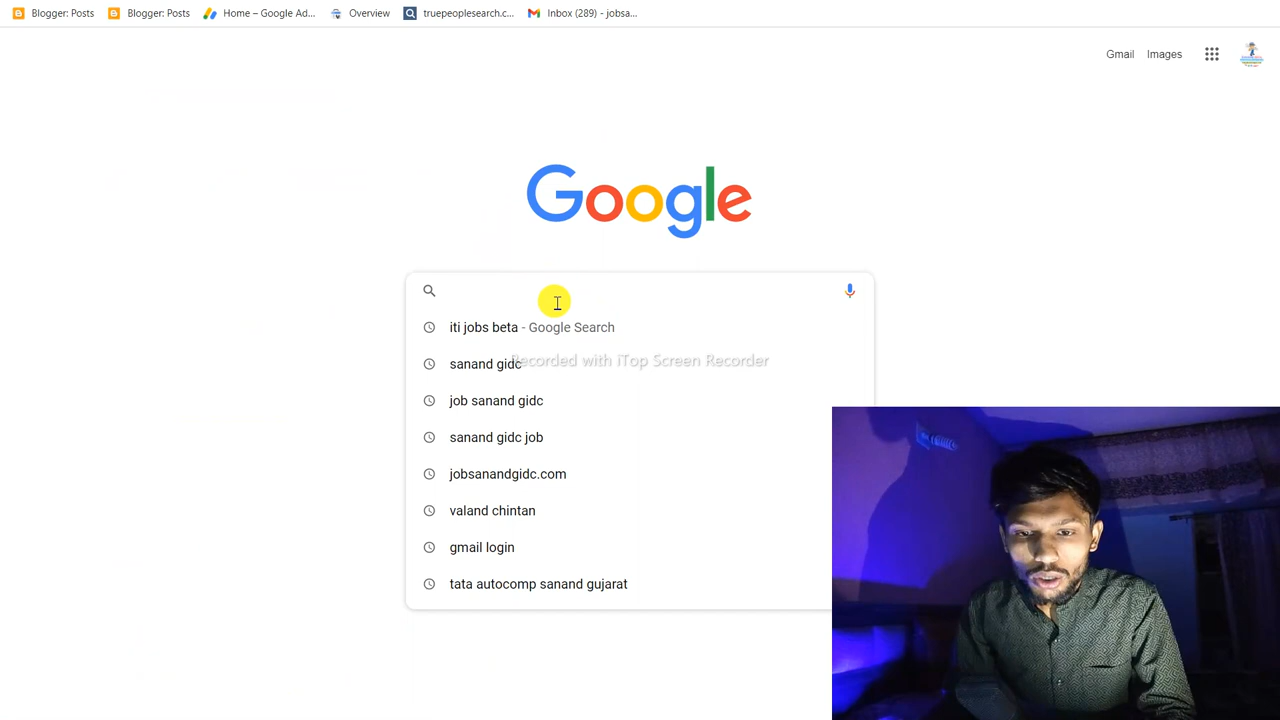 Blogger: Posts
Blogger: Posts
Home – Google Ad...
Overview
truepeoplesearch.c...
Inbox (289) - jobsa...
Gmail
Images
Google
iti jobs beta - Google Search
Recorded with iTop Screen Recorder
sanand gidc
job sanand gidc
sanand gidc job
jobsanandgidc.com
valand chintan
gmail login
tata autocomp sanand gujarat